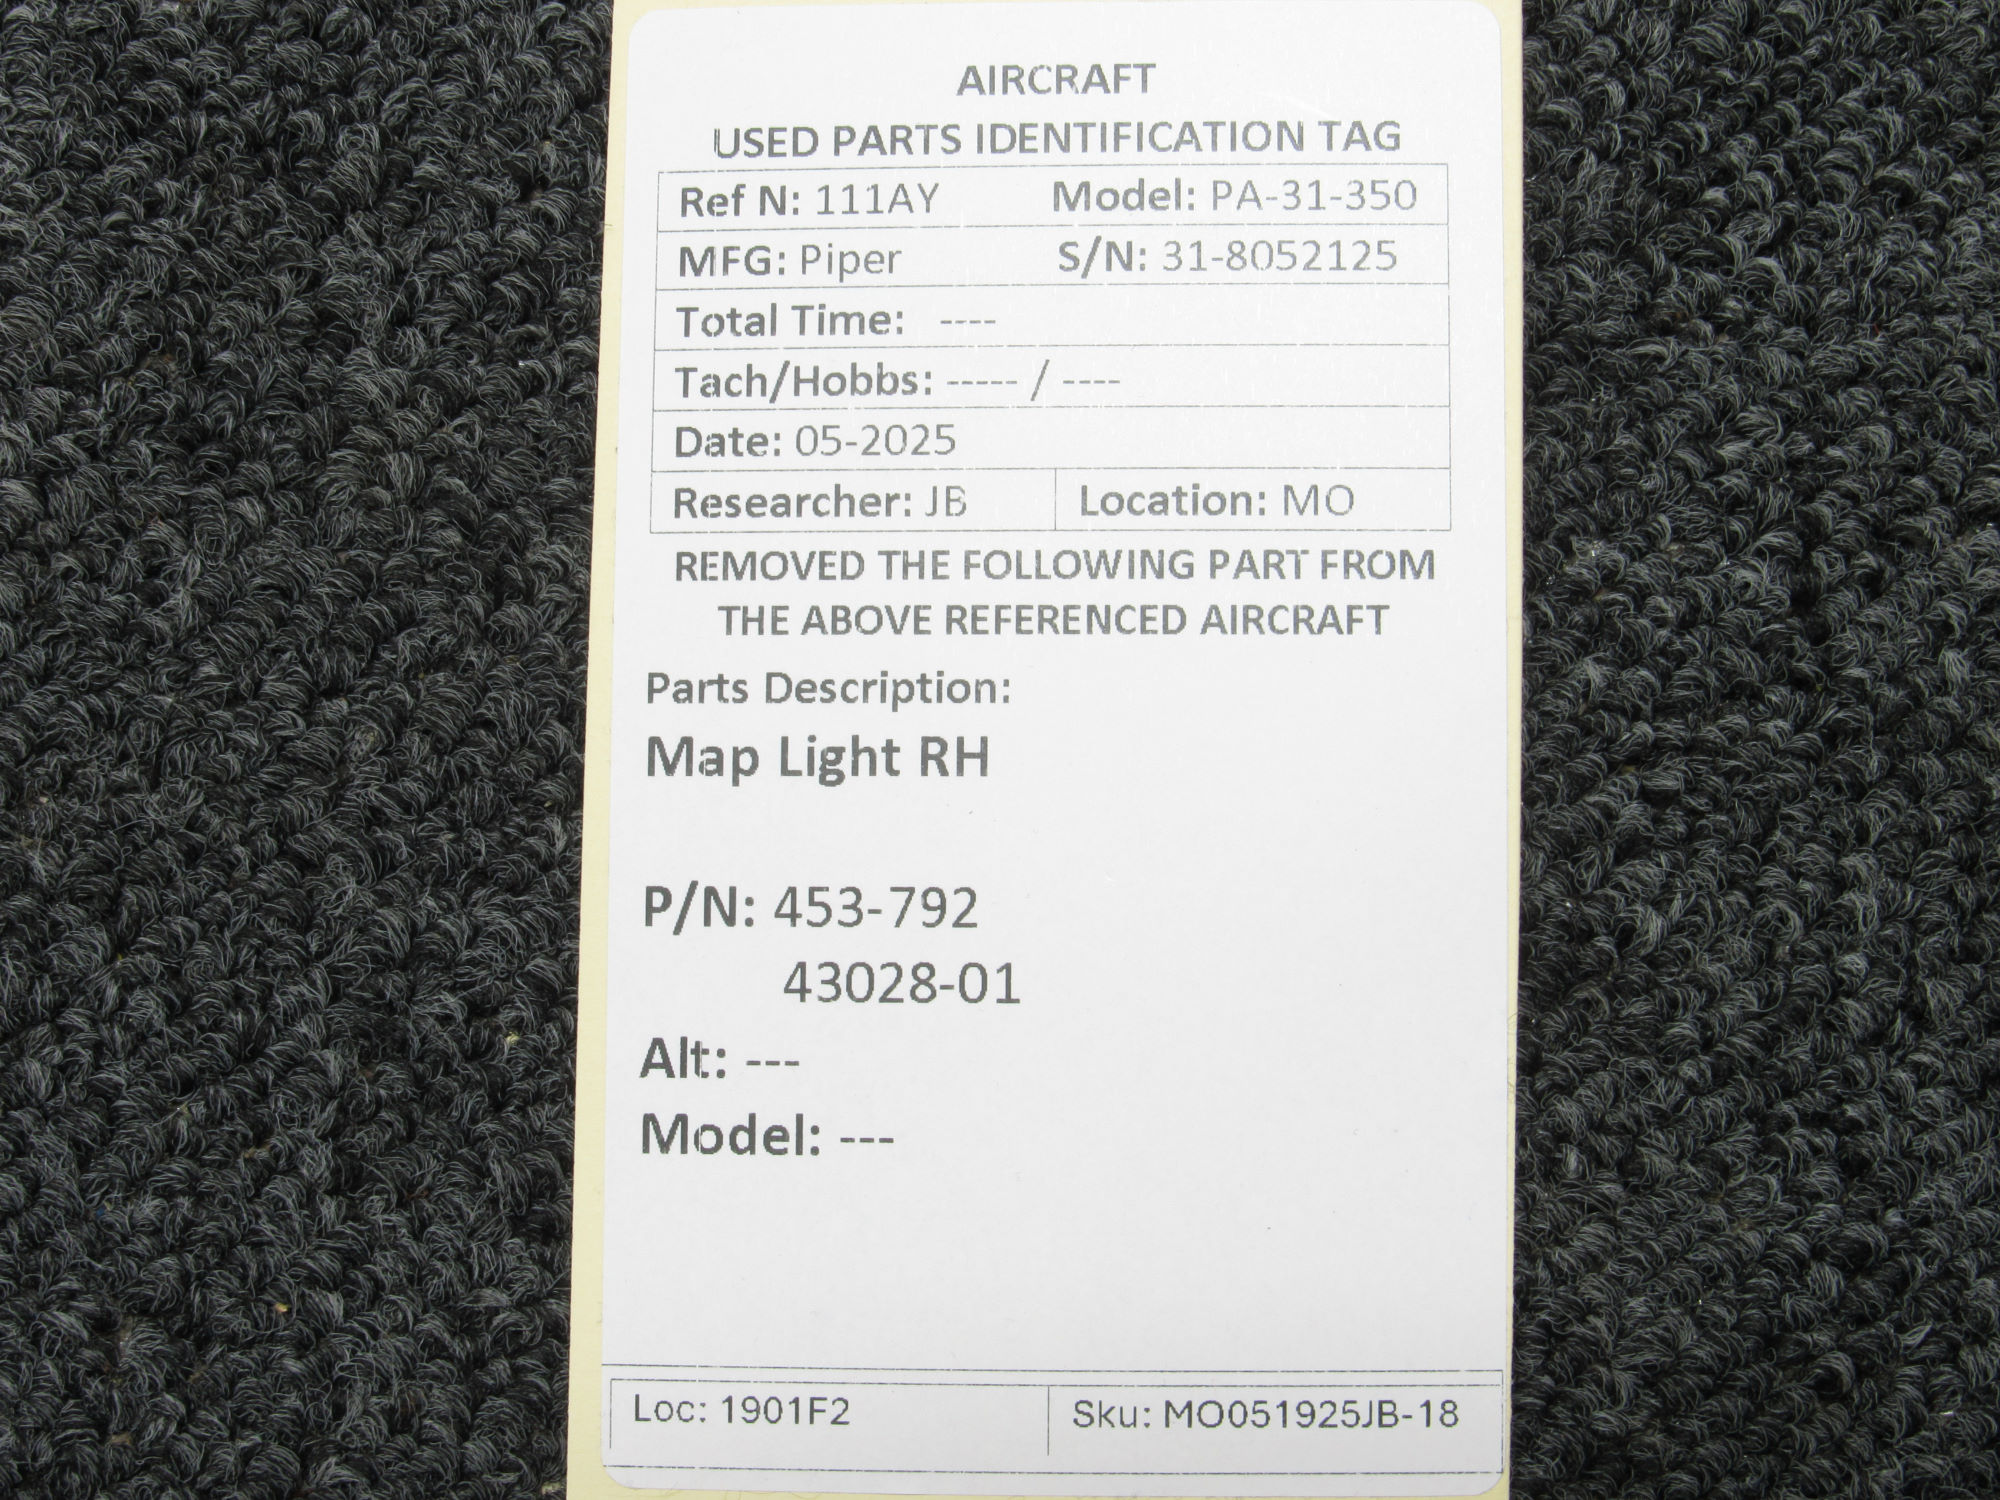 AIRCRAFT
USED PARTS IDENTIFICATION TAG
Ref N: 111AY Model: PA-31-350
MFG: Piper S/N: 31-8052125
Total Time: ----
Tach/Hobbs: ----- / ----
Date: 05-2025
Researcher: JB Location: MO
REMOVED THE FOLLOWING PART FROM
THE ABOVE REFERENCED AIRCRAFT
Parts Description:
Map Light RH
P/N: 453-792
43028-01
Alt: ---
Model: ---
Loc: 1901F2 Sku: MO051925JB-18